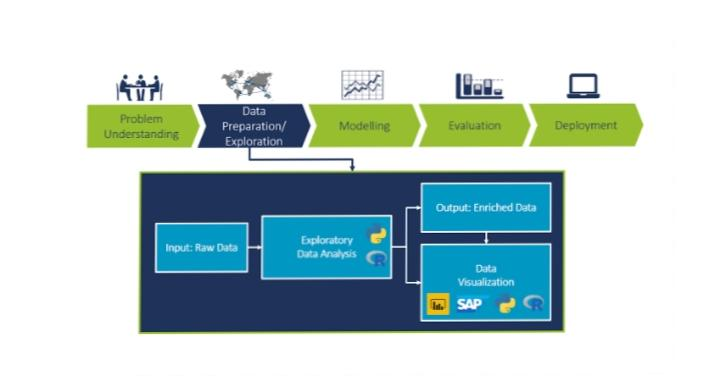 Problem
Understanding
Data
Preparation/
Exploration
Modelling
Evaluation
Deployment
Input: Raw Data
Exploratory
Data Analysis
Output: Enriched Data
Data
Visualization
SAP
R
R